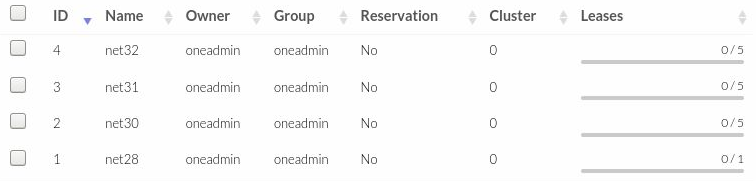 ID Name Owner Group Reservation Cluster Leases
4 net32 oneadmin oneadmin No 0 0 / 5
3 net31 oneadmin oneadmin No 0 0 / 5
2 net30 oneadmin oneadmin No 0 0 / 5
1 net28 oneadmin oneadmin No 0 0 / 1